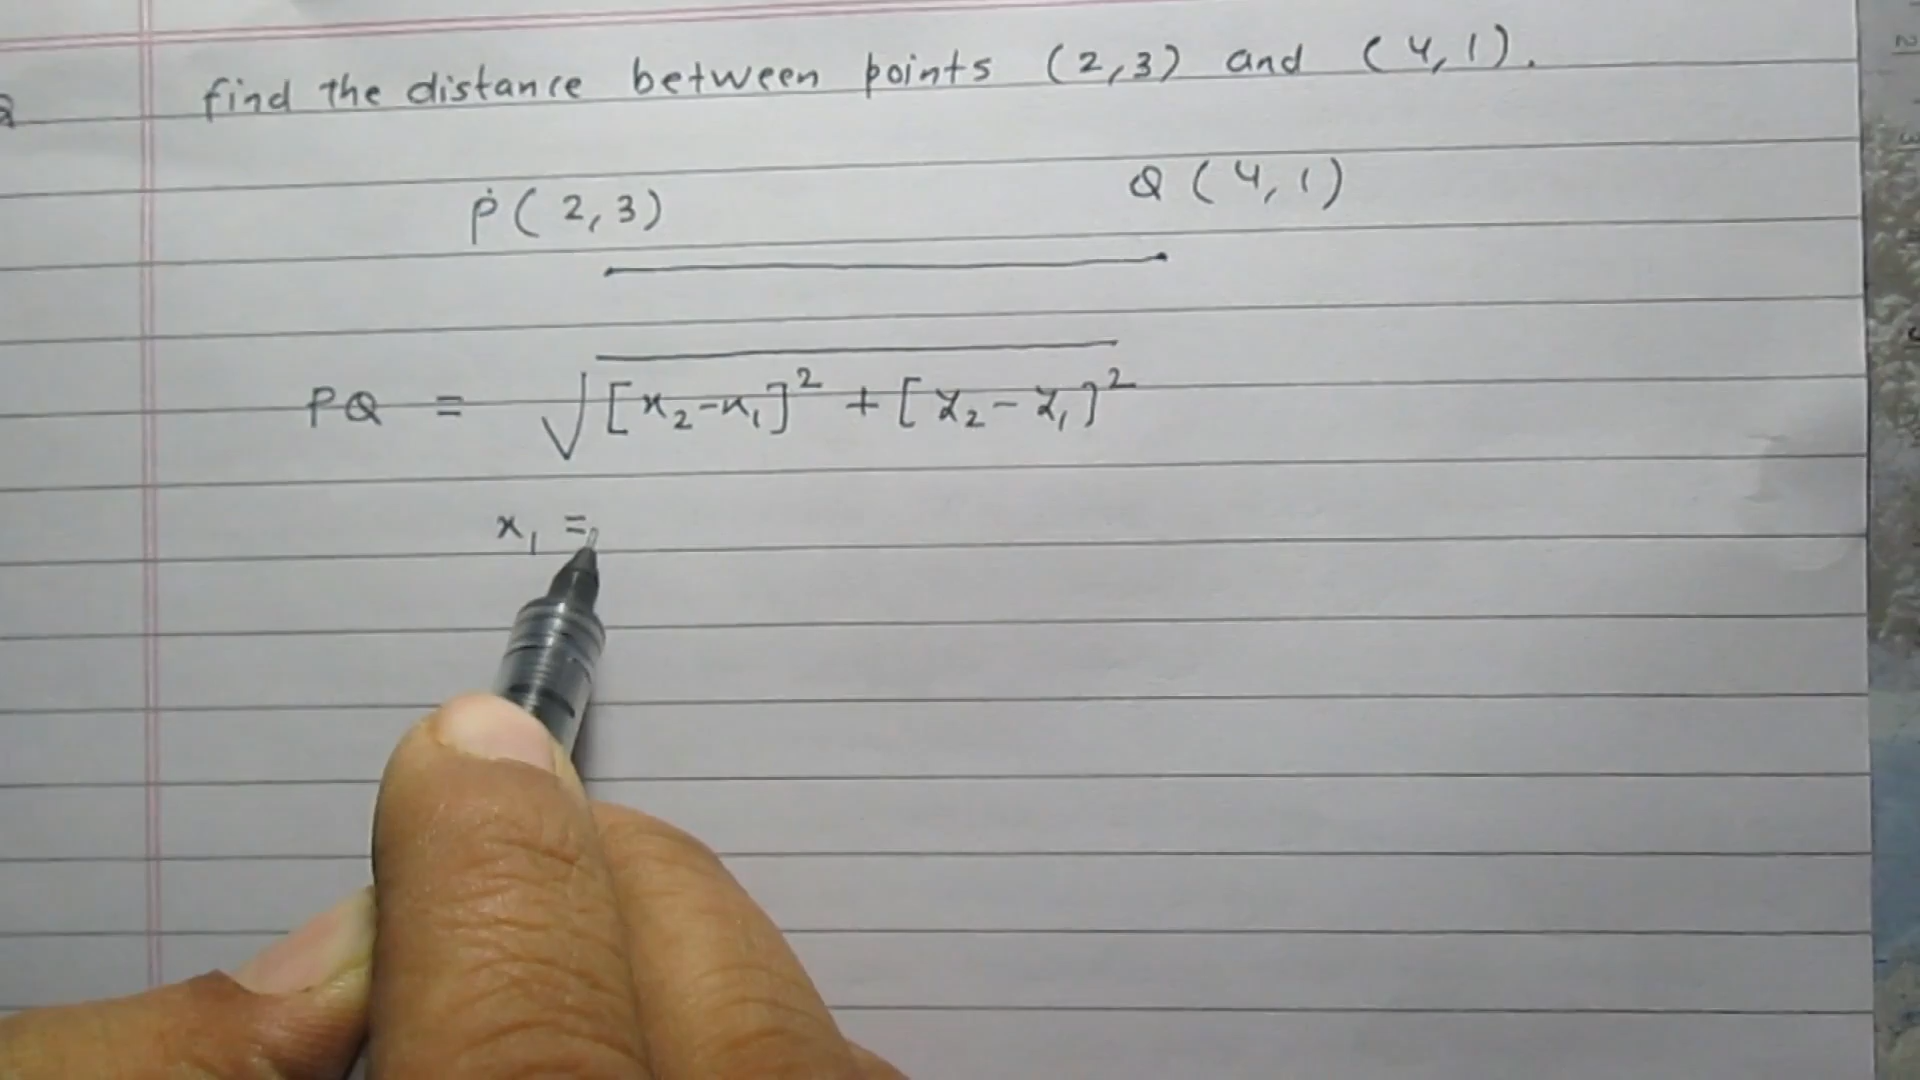 find the distance between points (2,3) and (4,1).
P(2,3) Q(4,1)
PQ = √[x₂-x₁]² + [y₂-y₁]²
x₁ =